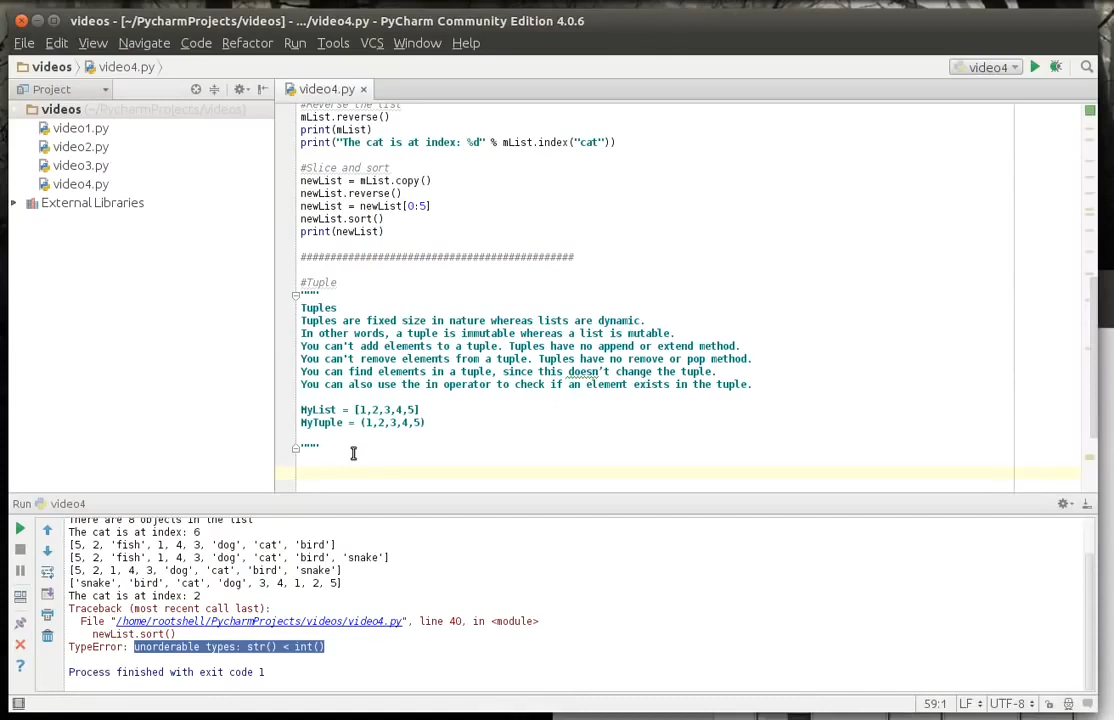 videos - [~/PycharmProjects/videos] - .../video4.py - PyCharm Community Edition 4.0.6
File Edit View Navigate Code Refactor Run Tools VCS Window Help
videos video4.py video4
Project video4.py
videos (~/PycharmProjects/videos)
video1.py
video2.py
video3.py
video4.py
External Libraries
#Reverse the list
mList.reverse()
print(mList)
print("The cat is at index: %d" % mList.index("cat"))
#Slice and sort
newList = mList.copy()
newList.reverse()
newList = newList[0:5]
newList.sort()
print(newList)
##############################################
#Tuple
"""
Tuples
Tuples are fixed size in nature whereas lists are dynamic.
In other words, a tuple is immutable whereas a list is mutable.
You can't add elements to a tuple. Tuples have no append or extend method.
You can't remove elements from a tuple. Tuples have no remove or pop method.
You can find elements in a tuple, since this doesn't change the tuple.
You can also use the in operator to check if an element exists in the tuple.
MyList = [1,2,3,4,5]
MyTuple = (1,2,3,4,5)
"""
Run video4
There are 8 objects in the list
The cat is at index: 6
[5, 2, 'fish', 1, 4, 3, 'dog', 'cat', 'bird']
[5, 2, 'fish', 1, 4, 3, 'dog', 'cat', 'bird', 'snake']
[5, 2, 1, 4, 3, 'dog', 'cat', 'bird', 'snake']
['snake', 'bird', 'cat', 'dog', 3, 4, 1, 2, 5]
The cat is at index: 2
Traceback (most recent call last):
File "/home/rootshell/PycharmProjects/videos/video4.py", line 40, in <module>
newList.sort()
TypeError: unorderable types: str() < int()
Process finished with exit code 1
59:1 LF UTF-8